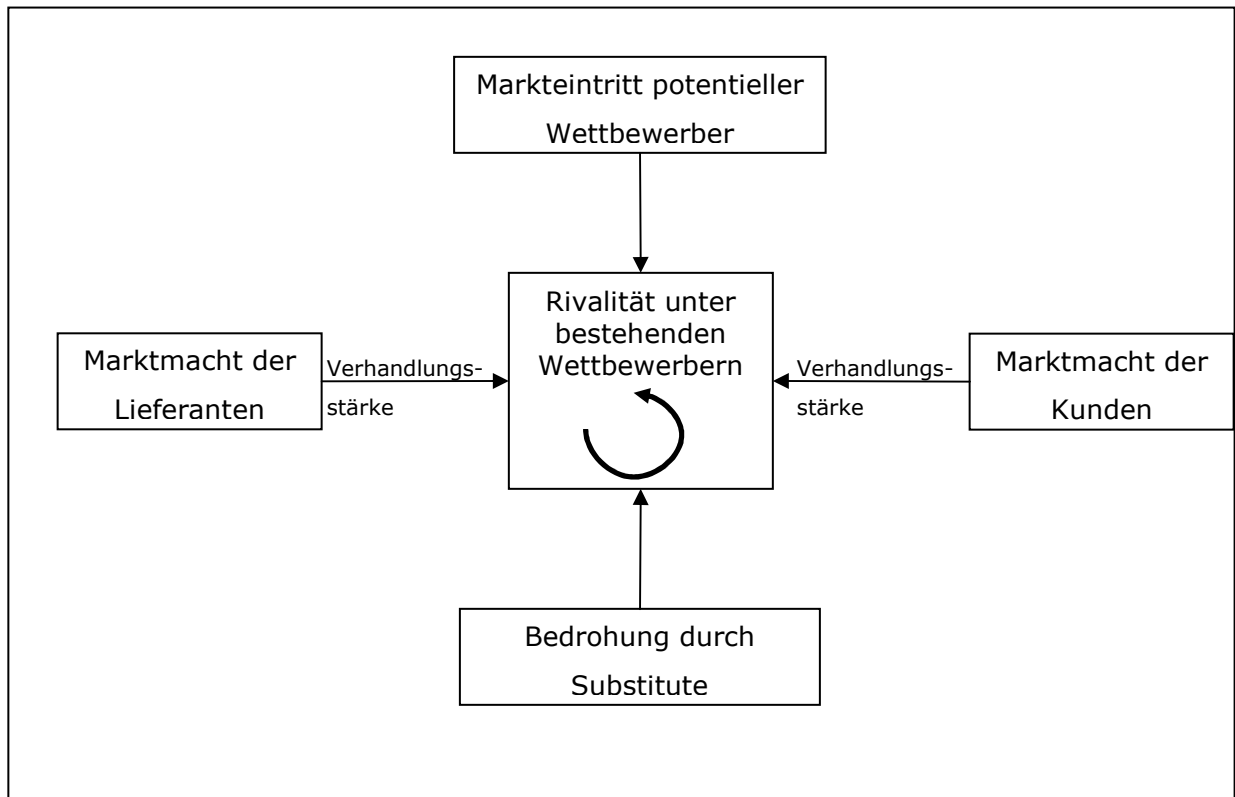 Markteintritt potentieller
Wettbewerber
Rivalität unter
bestehenden
Wettbewerbern
Marktmacht der
Lieferanten
Verhandlungs-
stärke
Verhandlungs-
stärke
Marktmacht der
Kunden
Bedrohung durch
Substitute